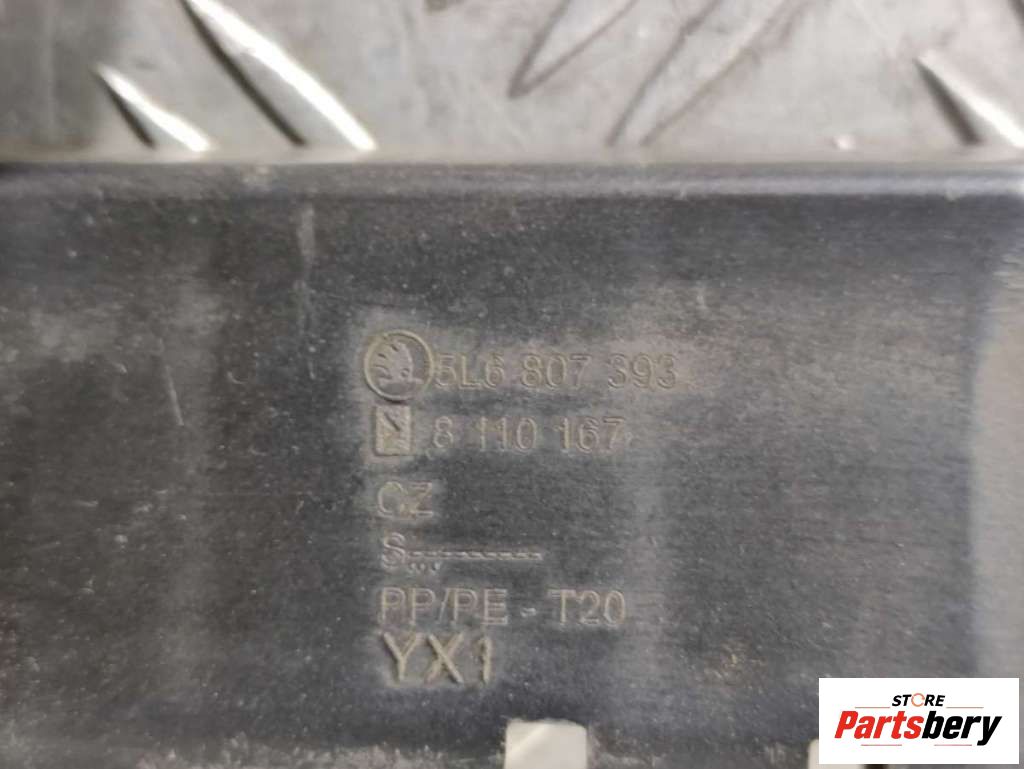 5L6 807 393
8 110 167
CZ
S
PP/PE - T20
YX1
STORE
Partsbery